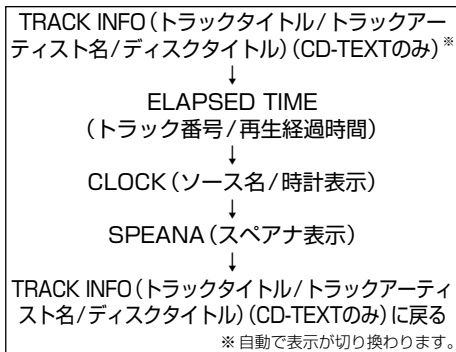 TRACK INFO（トラックタイトル/トラックアー
ティスト名/ディスクタイトル）（CD-TEXTのみ）※
↓
ELAPSED TIME
（トラック番号/再生経過時間）
↓
CLOCK（ソース名/時計表示）
↓
SPEANA（スペアナ表示）
↓
TRACK INFO（トラックタイトル/トラックアーティ
スト名/ディスクタイトル）（CD-TEXTのみ）に戻る
※ 自動で表示が切り換わります。